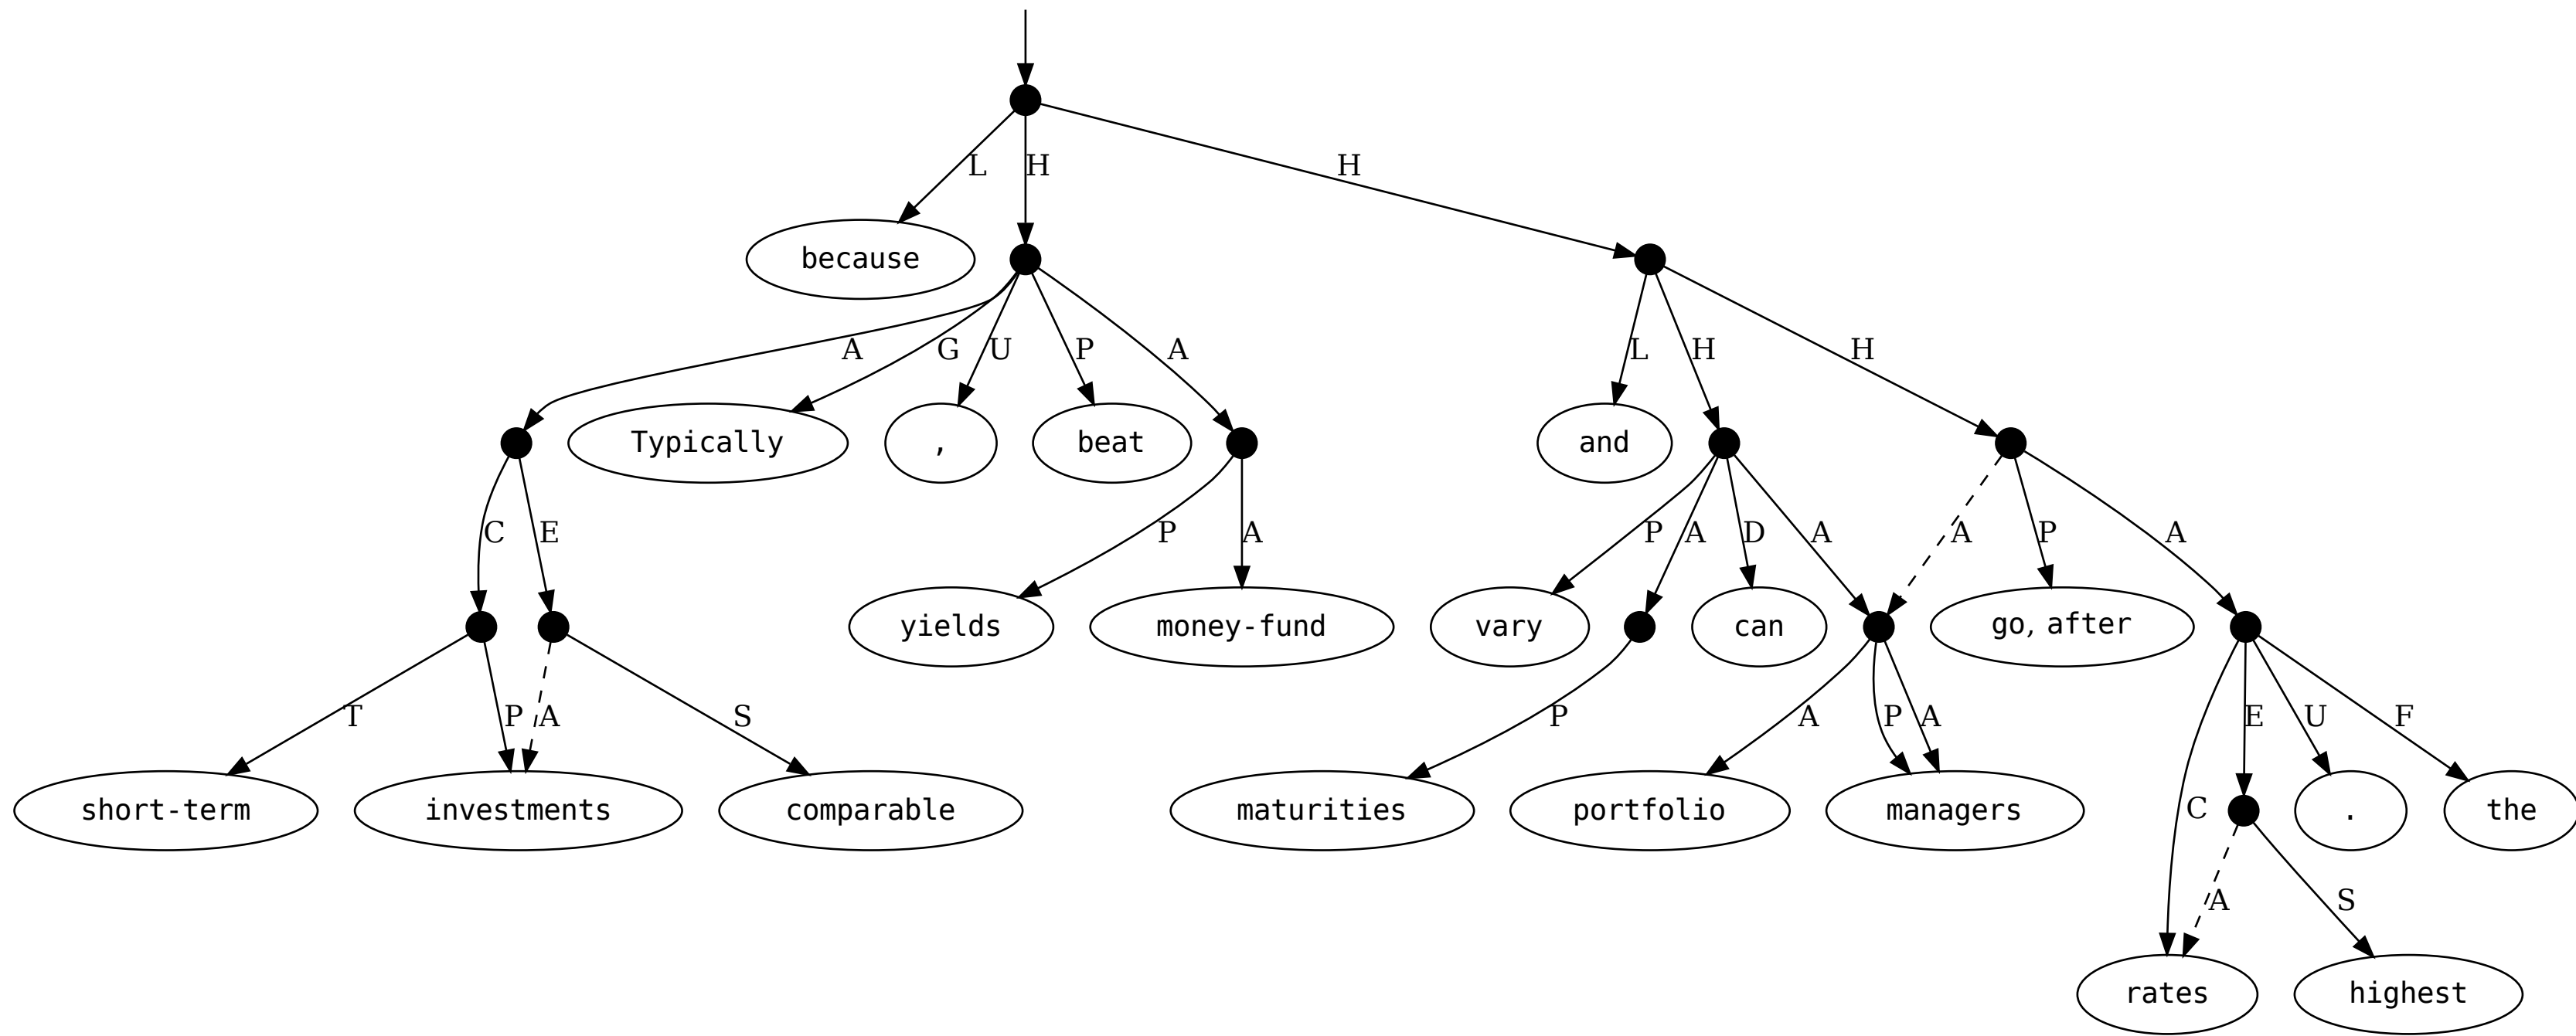 L H H
because
A G U P A L H H
Typically , beat and
C E P A P A D A A P A
yields money-fund vary can go, after
T P A S P A P A C E U F
short-term investments comparable maturities portfolio managers . the
A S
rates highest